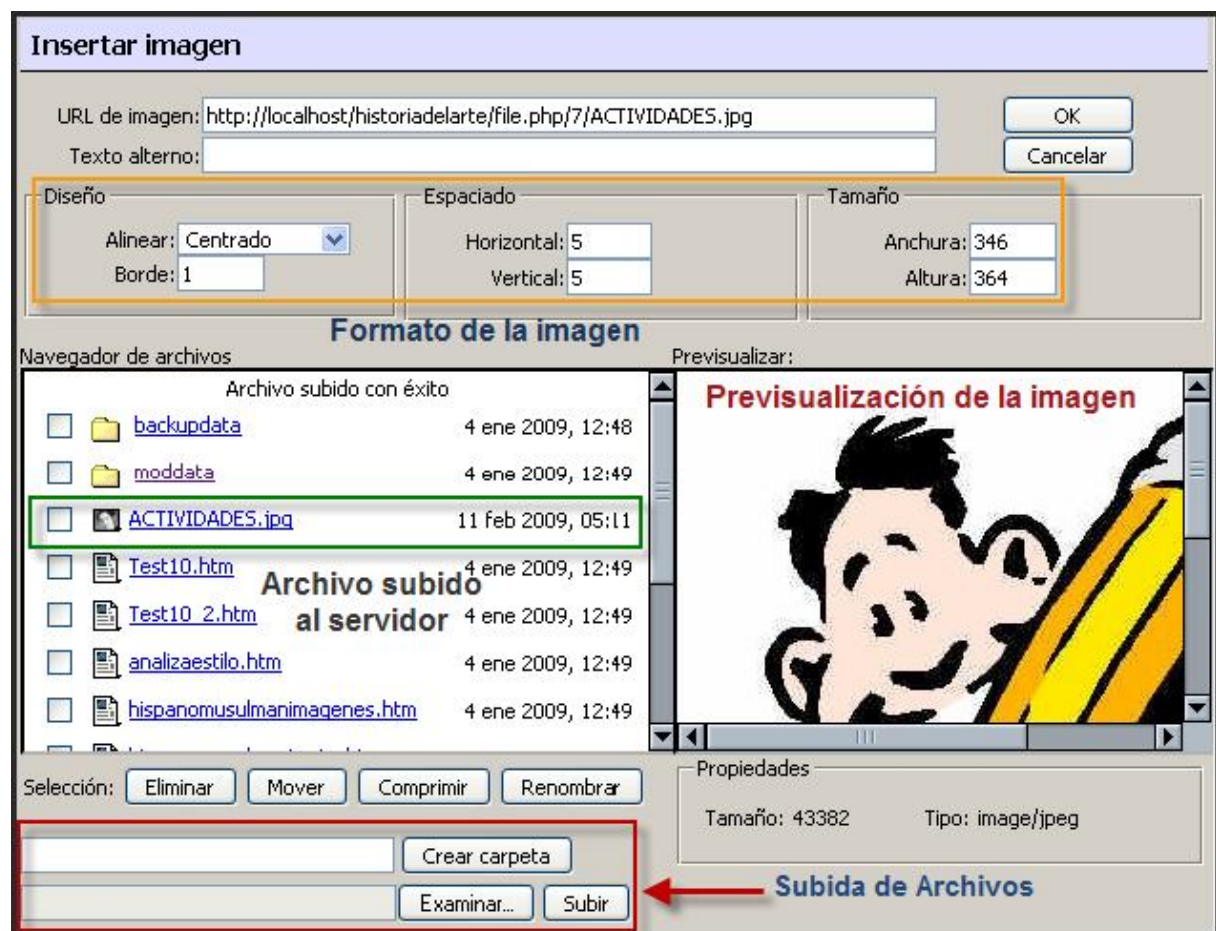 Insertar imagen
URL de imagen: http://localhost/historiadelarte/file.php/7/ACTIVIDADES.jpg
OK
Texto alterno:
Cancelar
Diseño
Espaciado
Tamaño
Alinear: Centrado
Horizontal: 5
Anchura: 346
Borde: 1
Vertical: 5
Altura: 364
Formato de la imagen
Navegador de archivos
Previsualizar:
Archivo subido con éxito
Previsualización de la imagen
backupdata 4 ene 2009, 12:48
moddata 4 ene 2009, 12:49
ACTIVIDADES.jpg 11 feb 2009, 05:11
Test10.htm 4 ene 2009, 12:49
Archivo subido
al servidor
Test10_2.htm 4 ene 2009, 12:49
analizaestilo.htm 4 ene 2009, 12:49
hispanomusulmanimagenes.htm 4 ene 2009, 12:49
Selección: Eliminar Mover Comprimir Renombrar
Propiedades
Tamaño: 43382 Tipo: image/jpeg
Crear carpeta
Examinar... Subir
Subida de Archivos